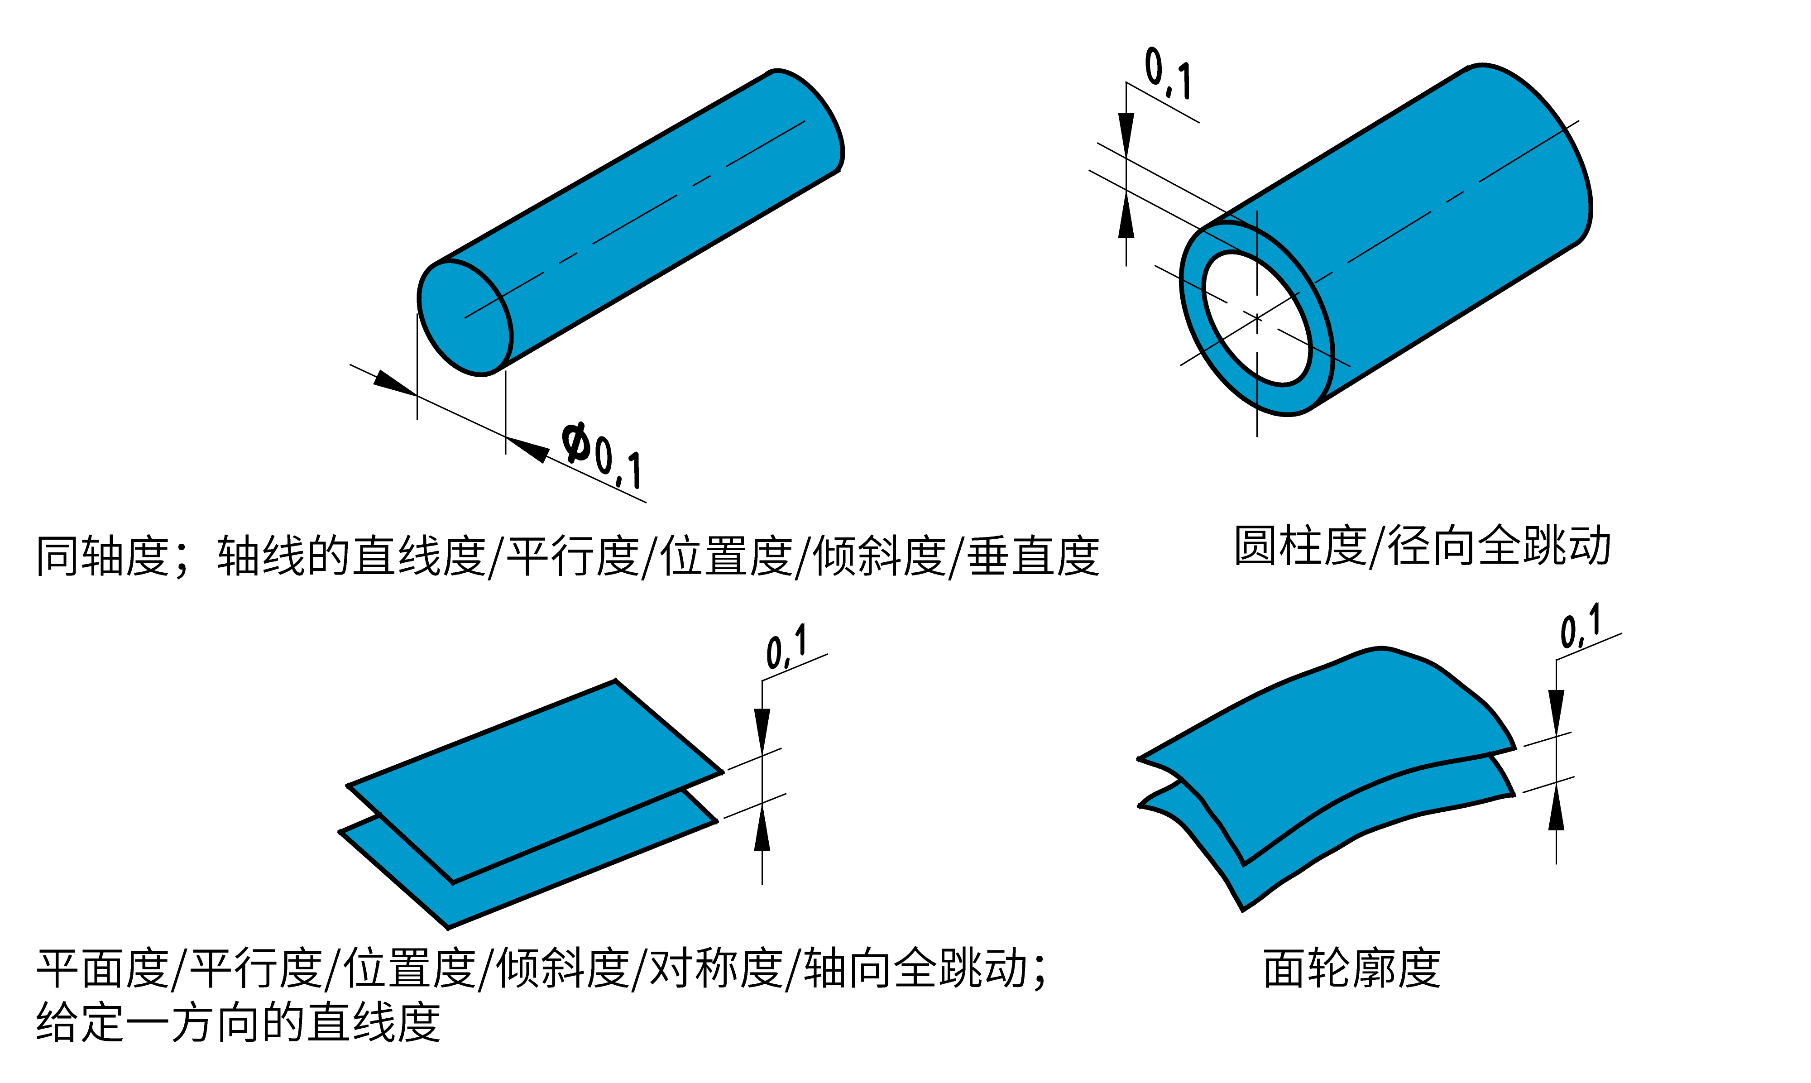 0,1
⌀0,1
同轴度；轴线的直线度/平行度/位置度/倾斜度/垂直度
圆柱度/径向全跳动
0,1
0,1
平面度/平行度/位置度/倾斜度/对称度/轴向全跳动；
给定一方向的直线度
面轮廓度